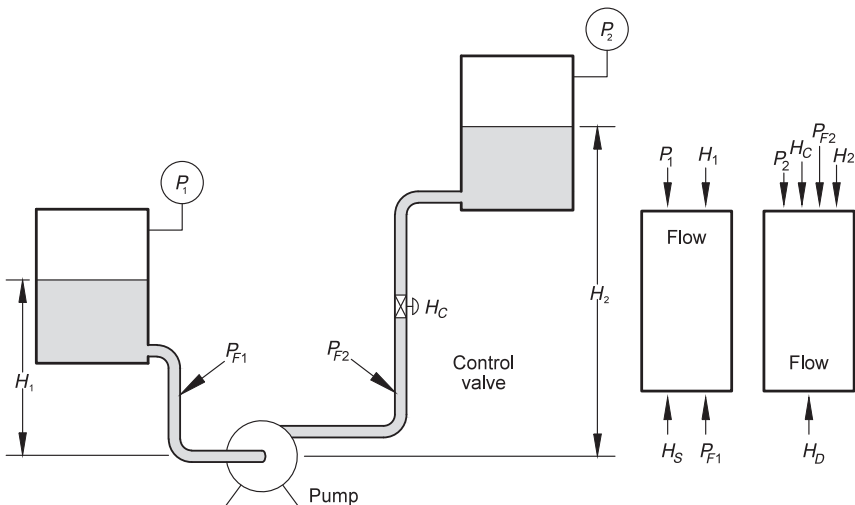 P2
P1
H1
PF1
PF2
HC
H2
Control
valve
Pump
P1 H1
Flow
HS PF1
P2 HC PF2 H2
Flow
HD